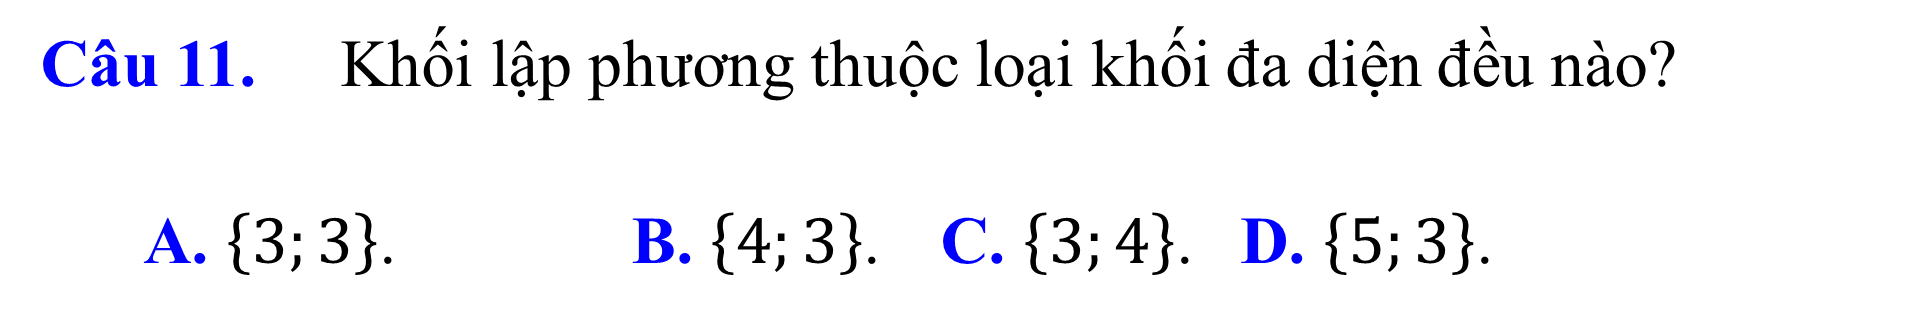 Câu 11. Khối lập phương thuộc loại khối đa diện đều nào?
A. {3; 3}. B. {4; 3}. C. {3; 4}. D. {5; 3}.